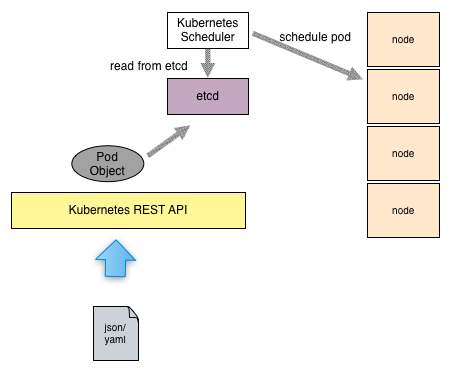 Kubernetes
Scheduler
schedule pod
node
read from etcd
etcd
node
Pod
Object
node
Kubernetes REST API
node
json/
yaml